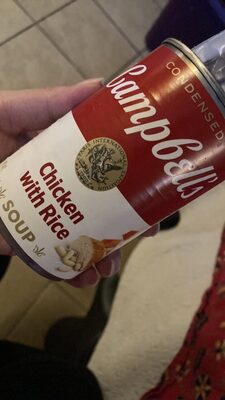 CONDENSED
Campbell's
Chicken
with Rice
SOUP